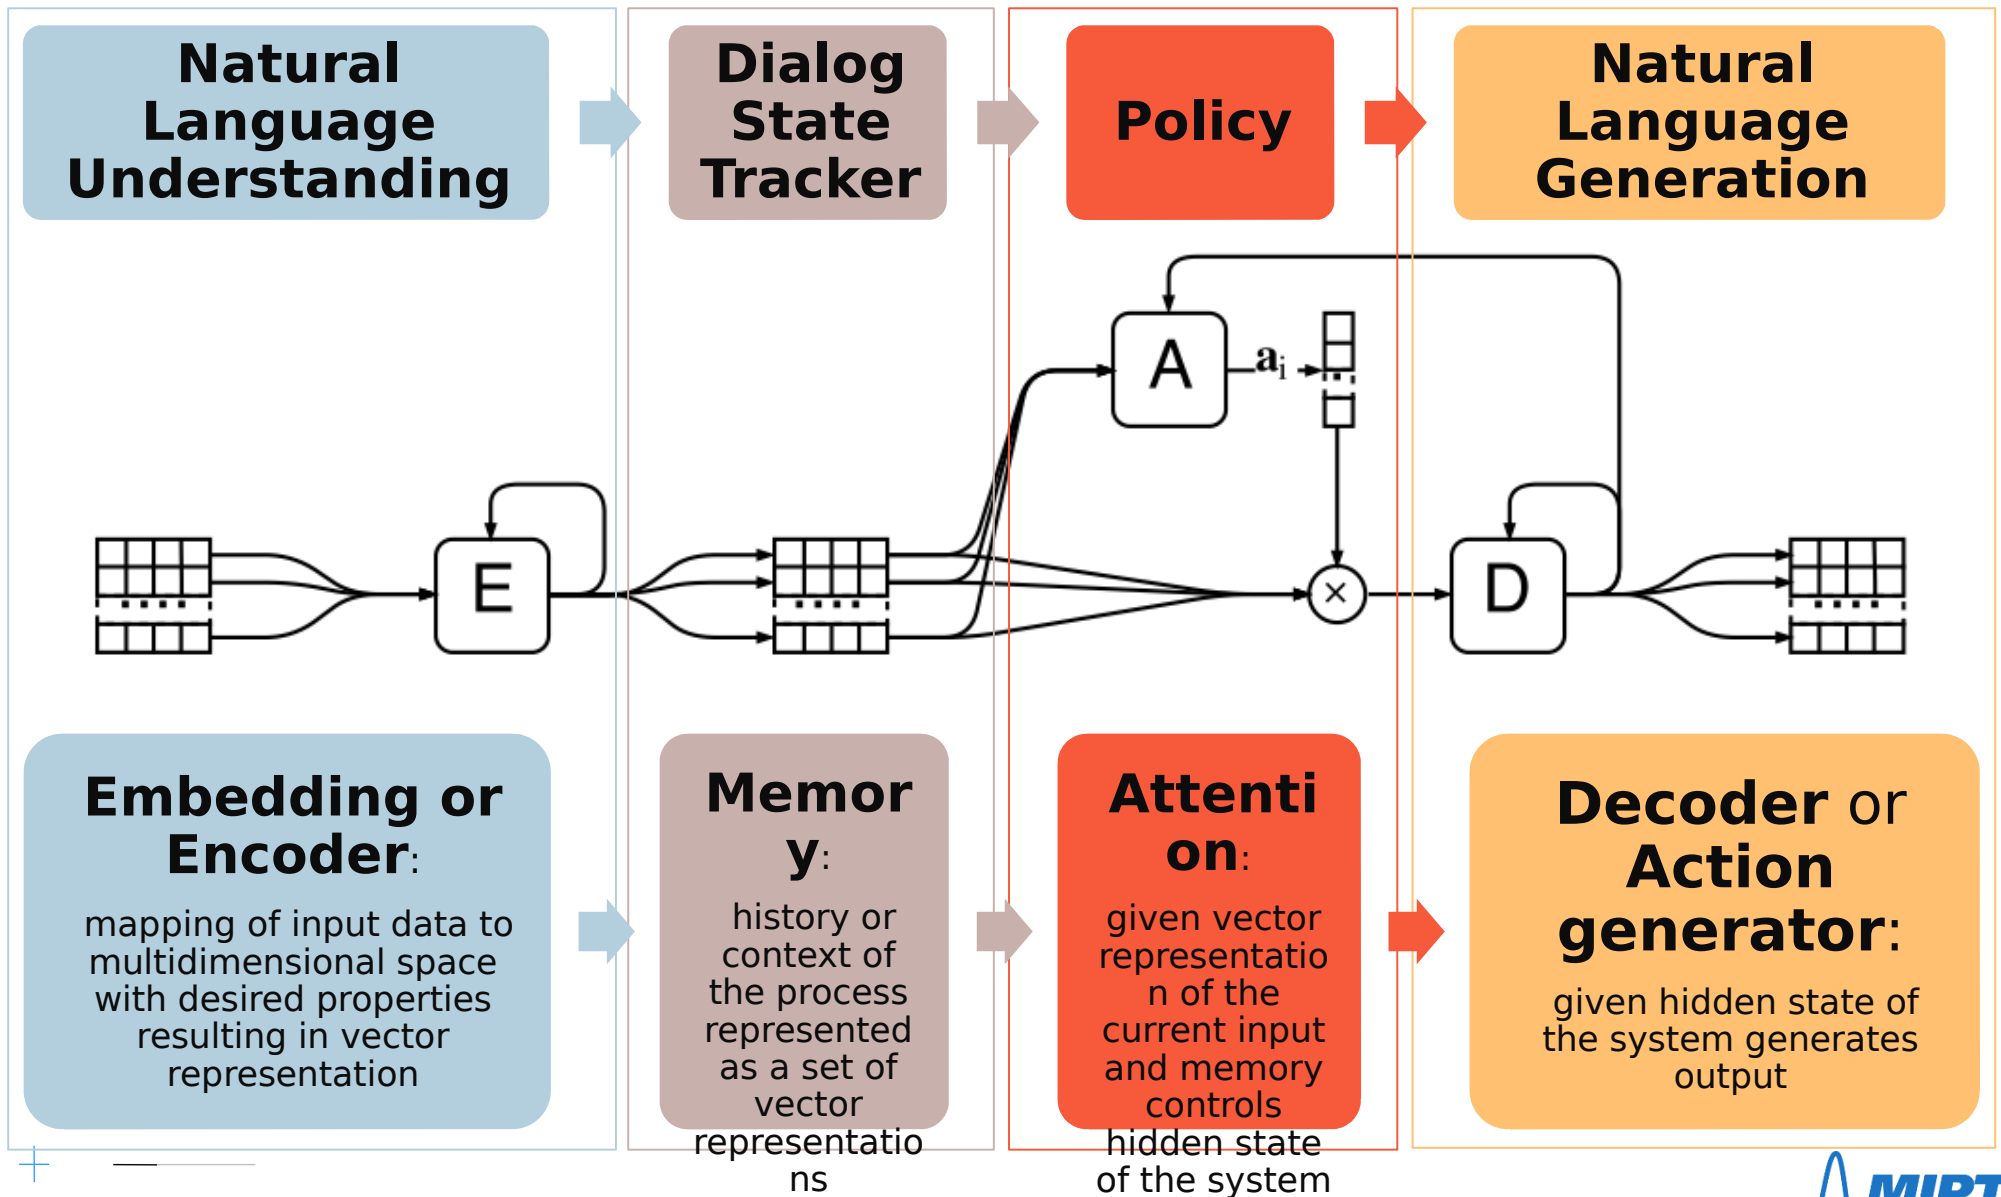 Natural
Language
Understanding
Dialog
State
Tracker
Policy
Natural
Language
Generation
A
a_i
E
×
D
Embedding or
Encoder:
mapping of input data to
multidimensional space
with desired properties
resulting in vector
representation
Memor
y:
history or
context of
the process
represented
as a set of
vector
representatio
ns
Attenti
on:
given vector
representatio
n of the
current input
and memory
controls
hidden state
of the system
Decoder or
Action
generator:
given hidden state of
the system generates
output
MIPT